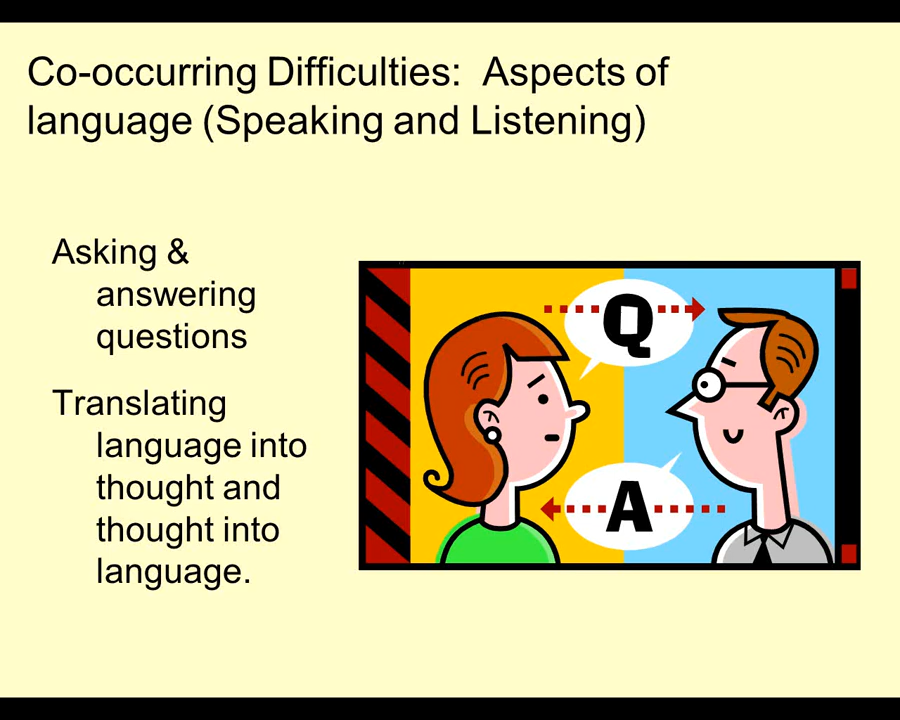 Co-occurring Difficulties:  Aspects of
language (Speaking and Listening)
Asking &
answering
questions
Translating
language into
thought and
thought into
language.
Q
A